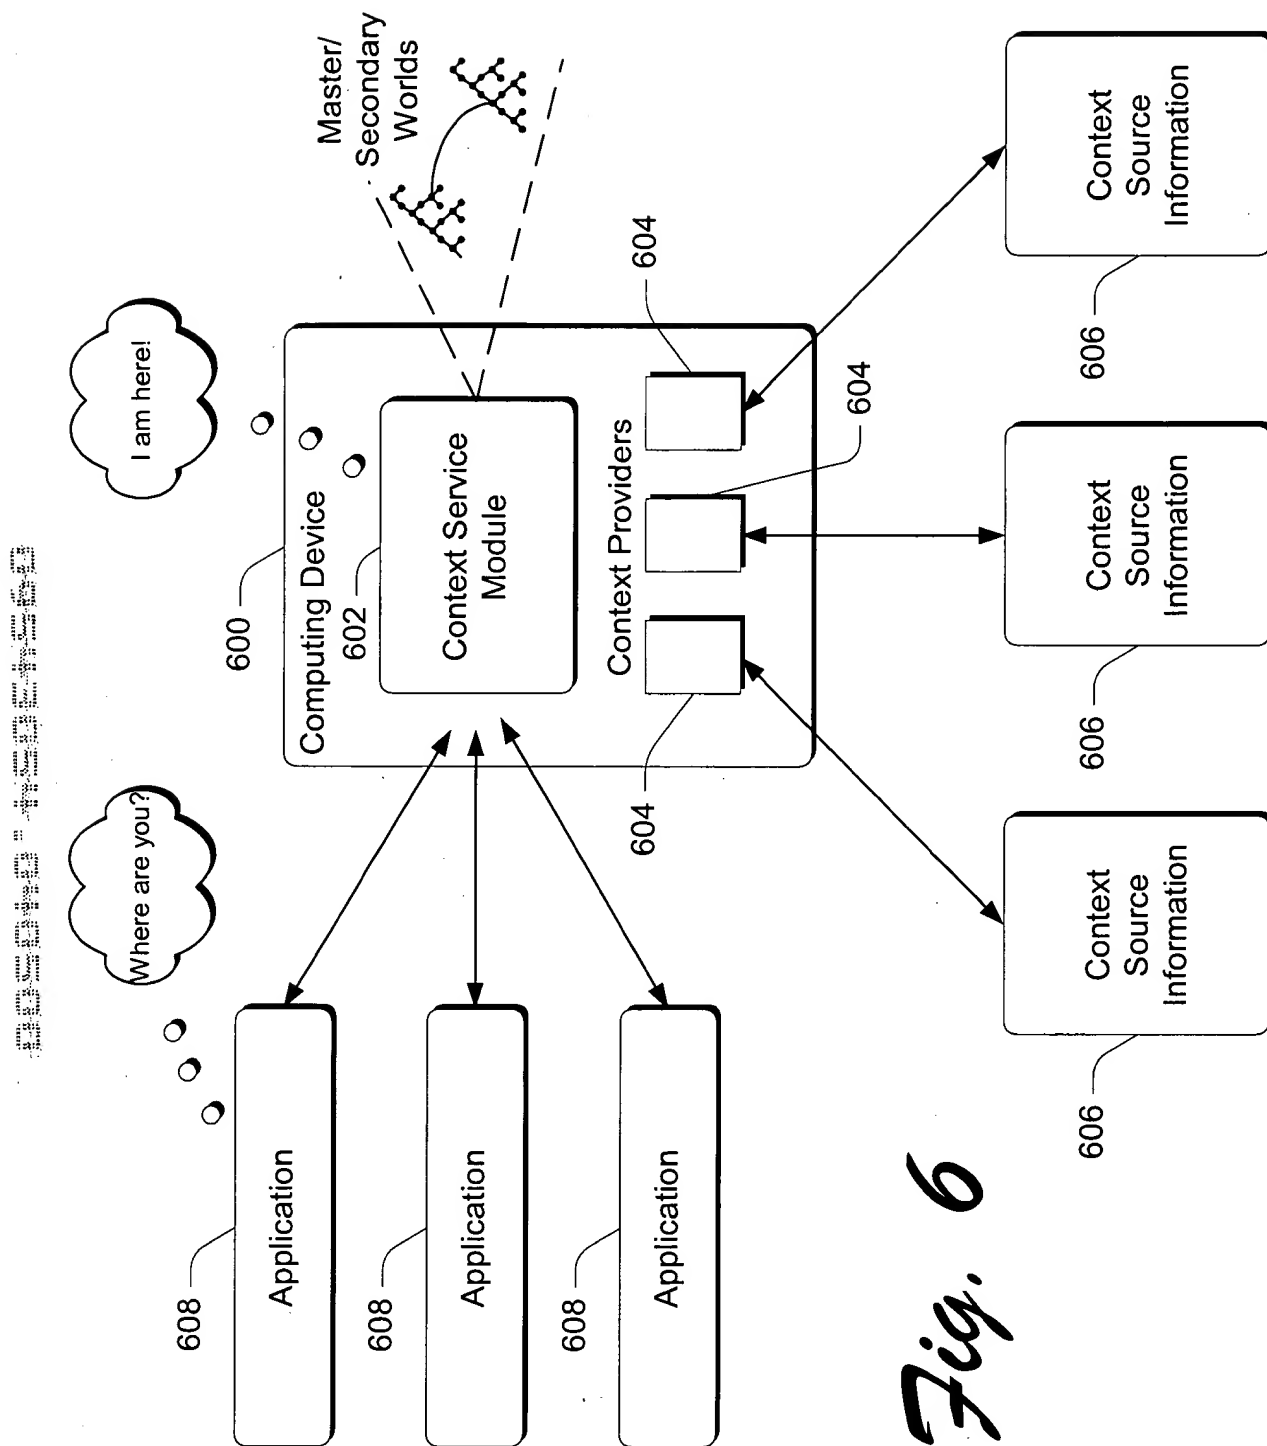 Where are you?
I am here!
Master/
Secondary
Worlds
600
Computing Device
602
Context Service
Module
Context Providers
604
604
604
608
Application
608
Application
608
Application
606
Context
Source
Information
606
Context
Source
Information
606
Context
Source
Information
Fig. 6